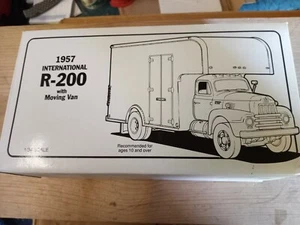 1957
INTERNATIONAL
R-200
with
Moving Van
Recommended for
ages 10 and over